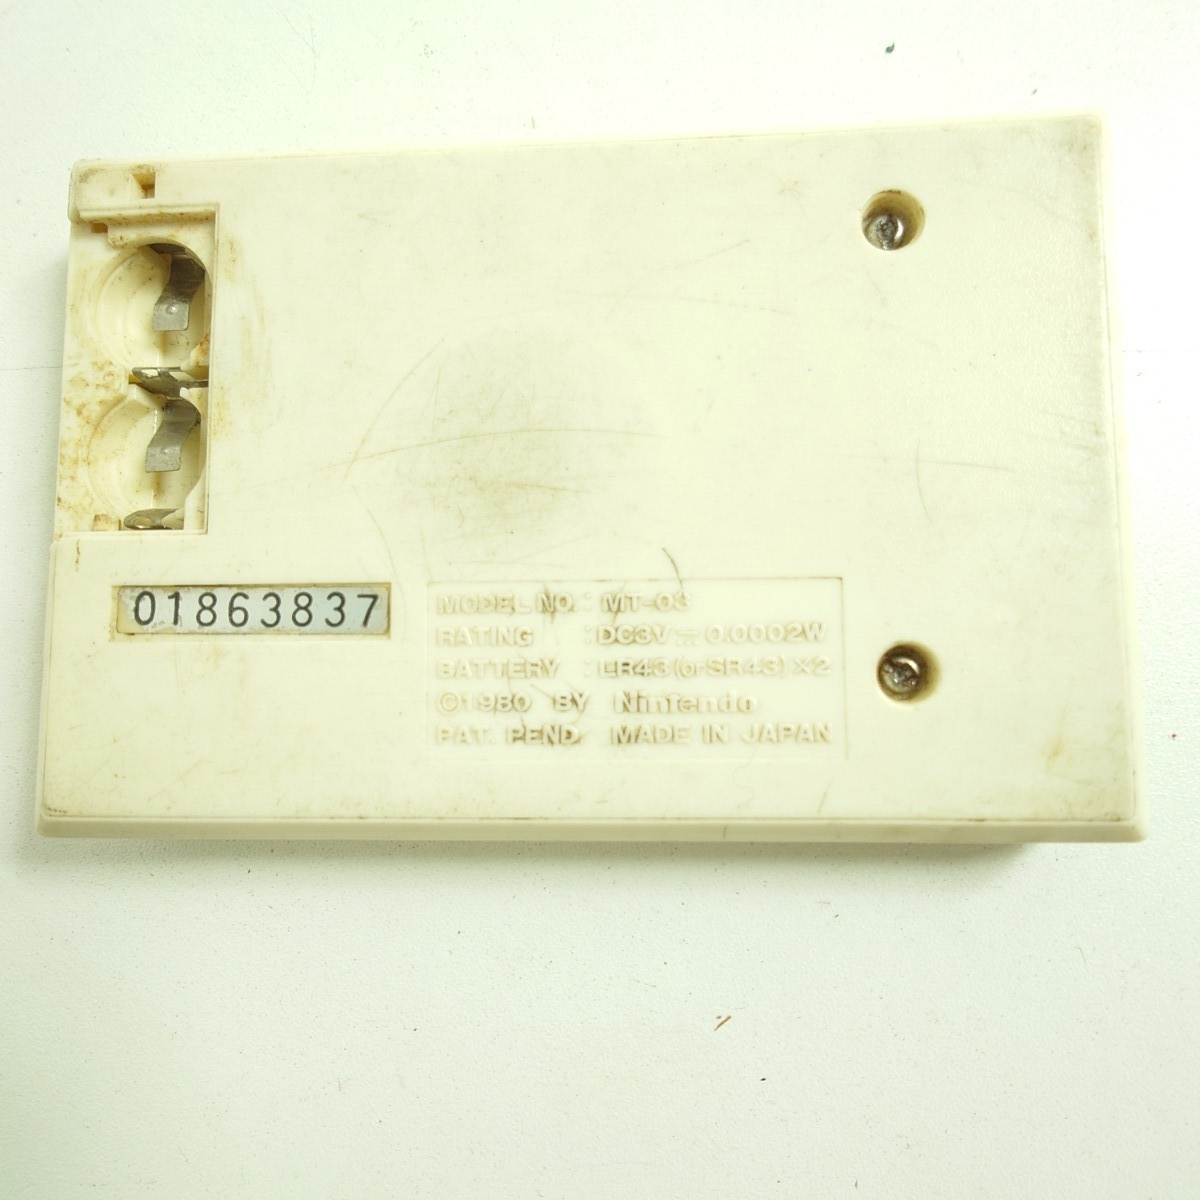 01863837
MODEL NO. : MT-03
RATING : DC3V ⎓ 0.0002W
BATTERY : LR43 (or SR43) X2
©1980 BY Nintendo
PAT. PEND. MADE IN JAPAN